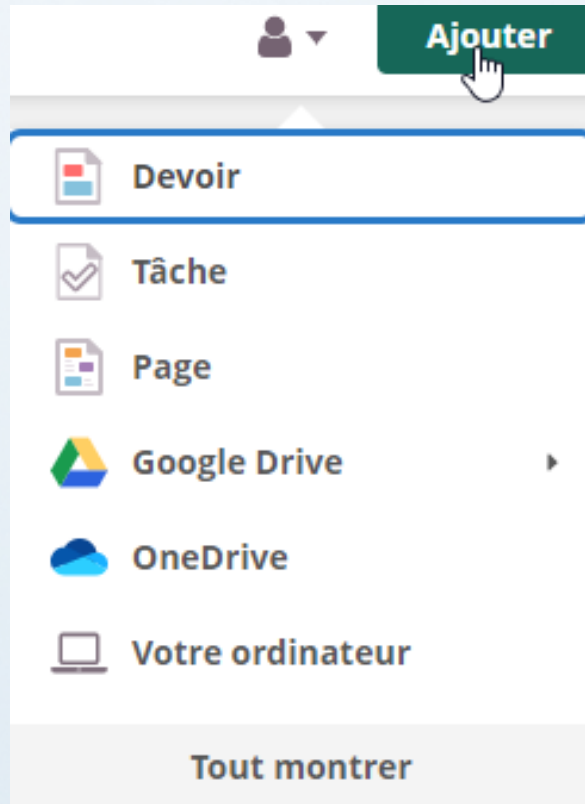 Ajouter
Devoir
Tâche
Page
Google Drive
OneDrive
Votre ordinateur
Tout montrer